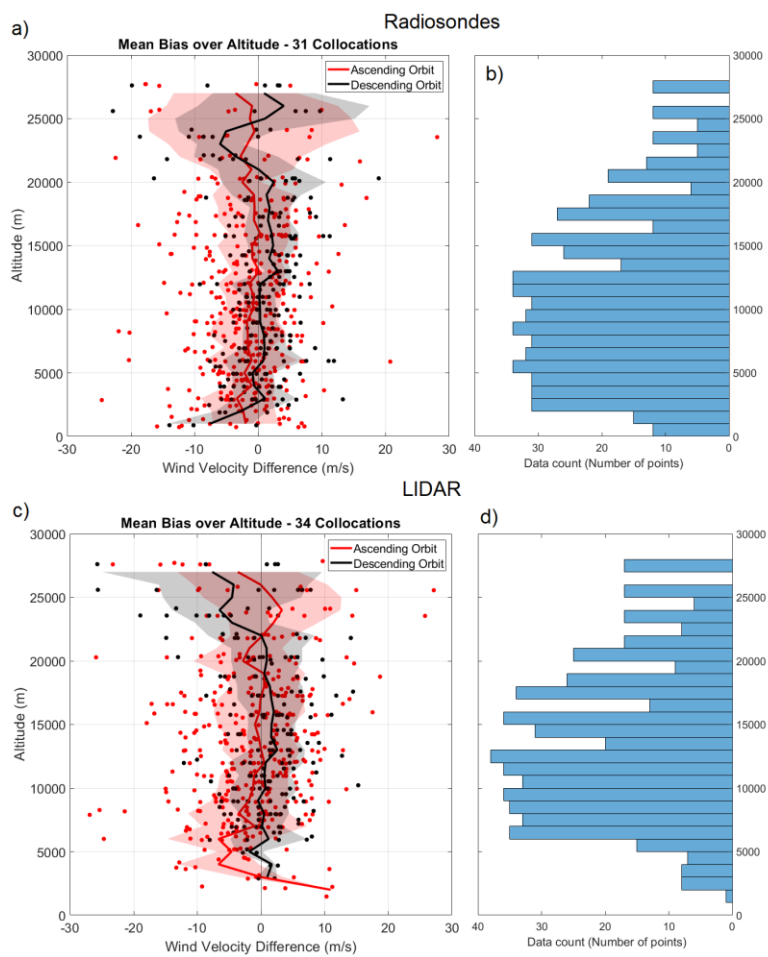 Radiosondes
a)
Mean Bias over Altitude - 31 Collocations
30000
25000
20000
15000
10000
5000
0
Altitude (m)
Ascending Orbit
Descending Orbit
-30 -20 -10 0 10 20 30
Wind Velocity Difference (m/s)
b)
30000
25000
20000
15000
10000
5000
0
40 30 20 10 0
Data count (Number of points)
LIDAR
c)
Mean Bias over Altitude - 34 Collocations
30000
25000
20000
15000
10000
5000
0
Altitude (m)
Ascending Orbit
Descending Orbit
-30 -20 -10 0 10 20 30
Wind Velocity Difference (m/s)
d)
30000
25000
20000
15000
10000
5000
0
40 30 20 10 0
Data count (Number of points)